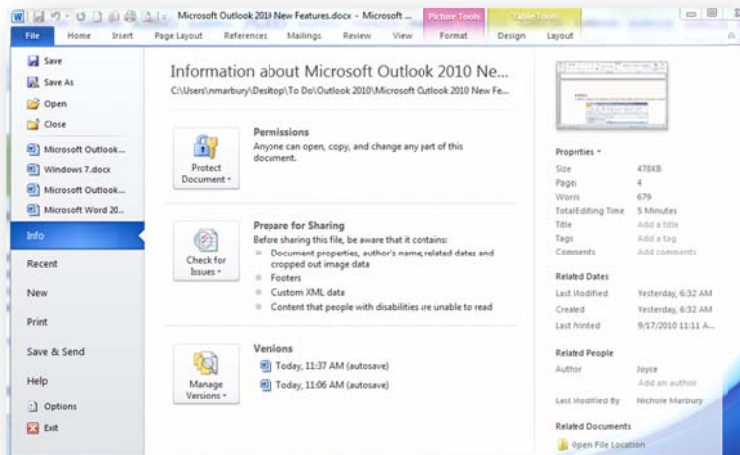 Microsoft Outlook 2010 New Features.docx - Microsoft ...
Picture Tools
Table Tools
File Home Insert Page Layout References Mailings Review View Format Design Layout
Save
Save As
Open
Close
Microsoft Outlook...
Windows 7.docx
Microsoft Outlook...
Microsoft Word 20...
Info
Recent
New
Print
Save & Send
Help
Options
Exit
Information about Microsoft Outlook 2010 Ne...
C:\Users\nmarbury\Desktop\To Do\Outlook 2010\Microsoft Outlook 2010 New Fe...
Protect
Document
Permissions
Anyone can open, copy, and change any part of this
document.
Check for
Issues
Prepare for Sharing
Before sharing this file, be aware that it contains:
Document properties, author's name, related dates and
cropped out image data
Footers
Custom XML data
Content that people with disabilities are unable to read
Manage
Versions
Versions
Today, 11:37 AM (autosave)
Today, 11:06 AM (autosave)
Properties
Size 478KB
Pages 4
Words 679
Total Editing Time 5 Minutes
Title Add a title
Tags Add a tag
Comments Add comments
Related Dates
Last Modified Yesterday, 6:32 AM
Created Yesterday, 6:32 AM
Last Printed 9/17/2010 11:11 A...
Related People
Author Joyce
Add an author
Last Modified By Nichole Marbury
Related Documents
Open File Location